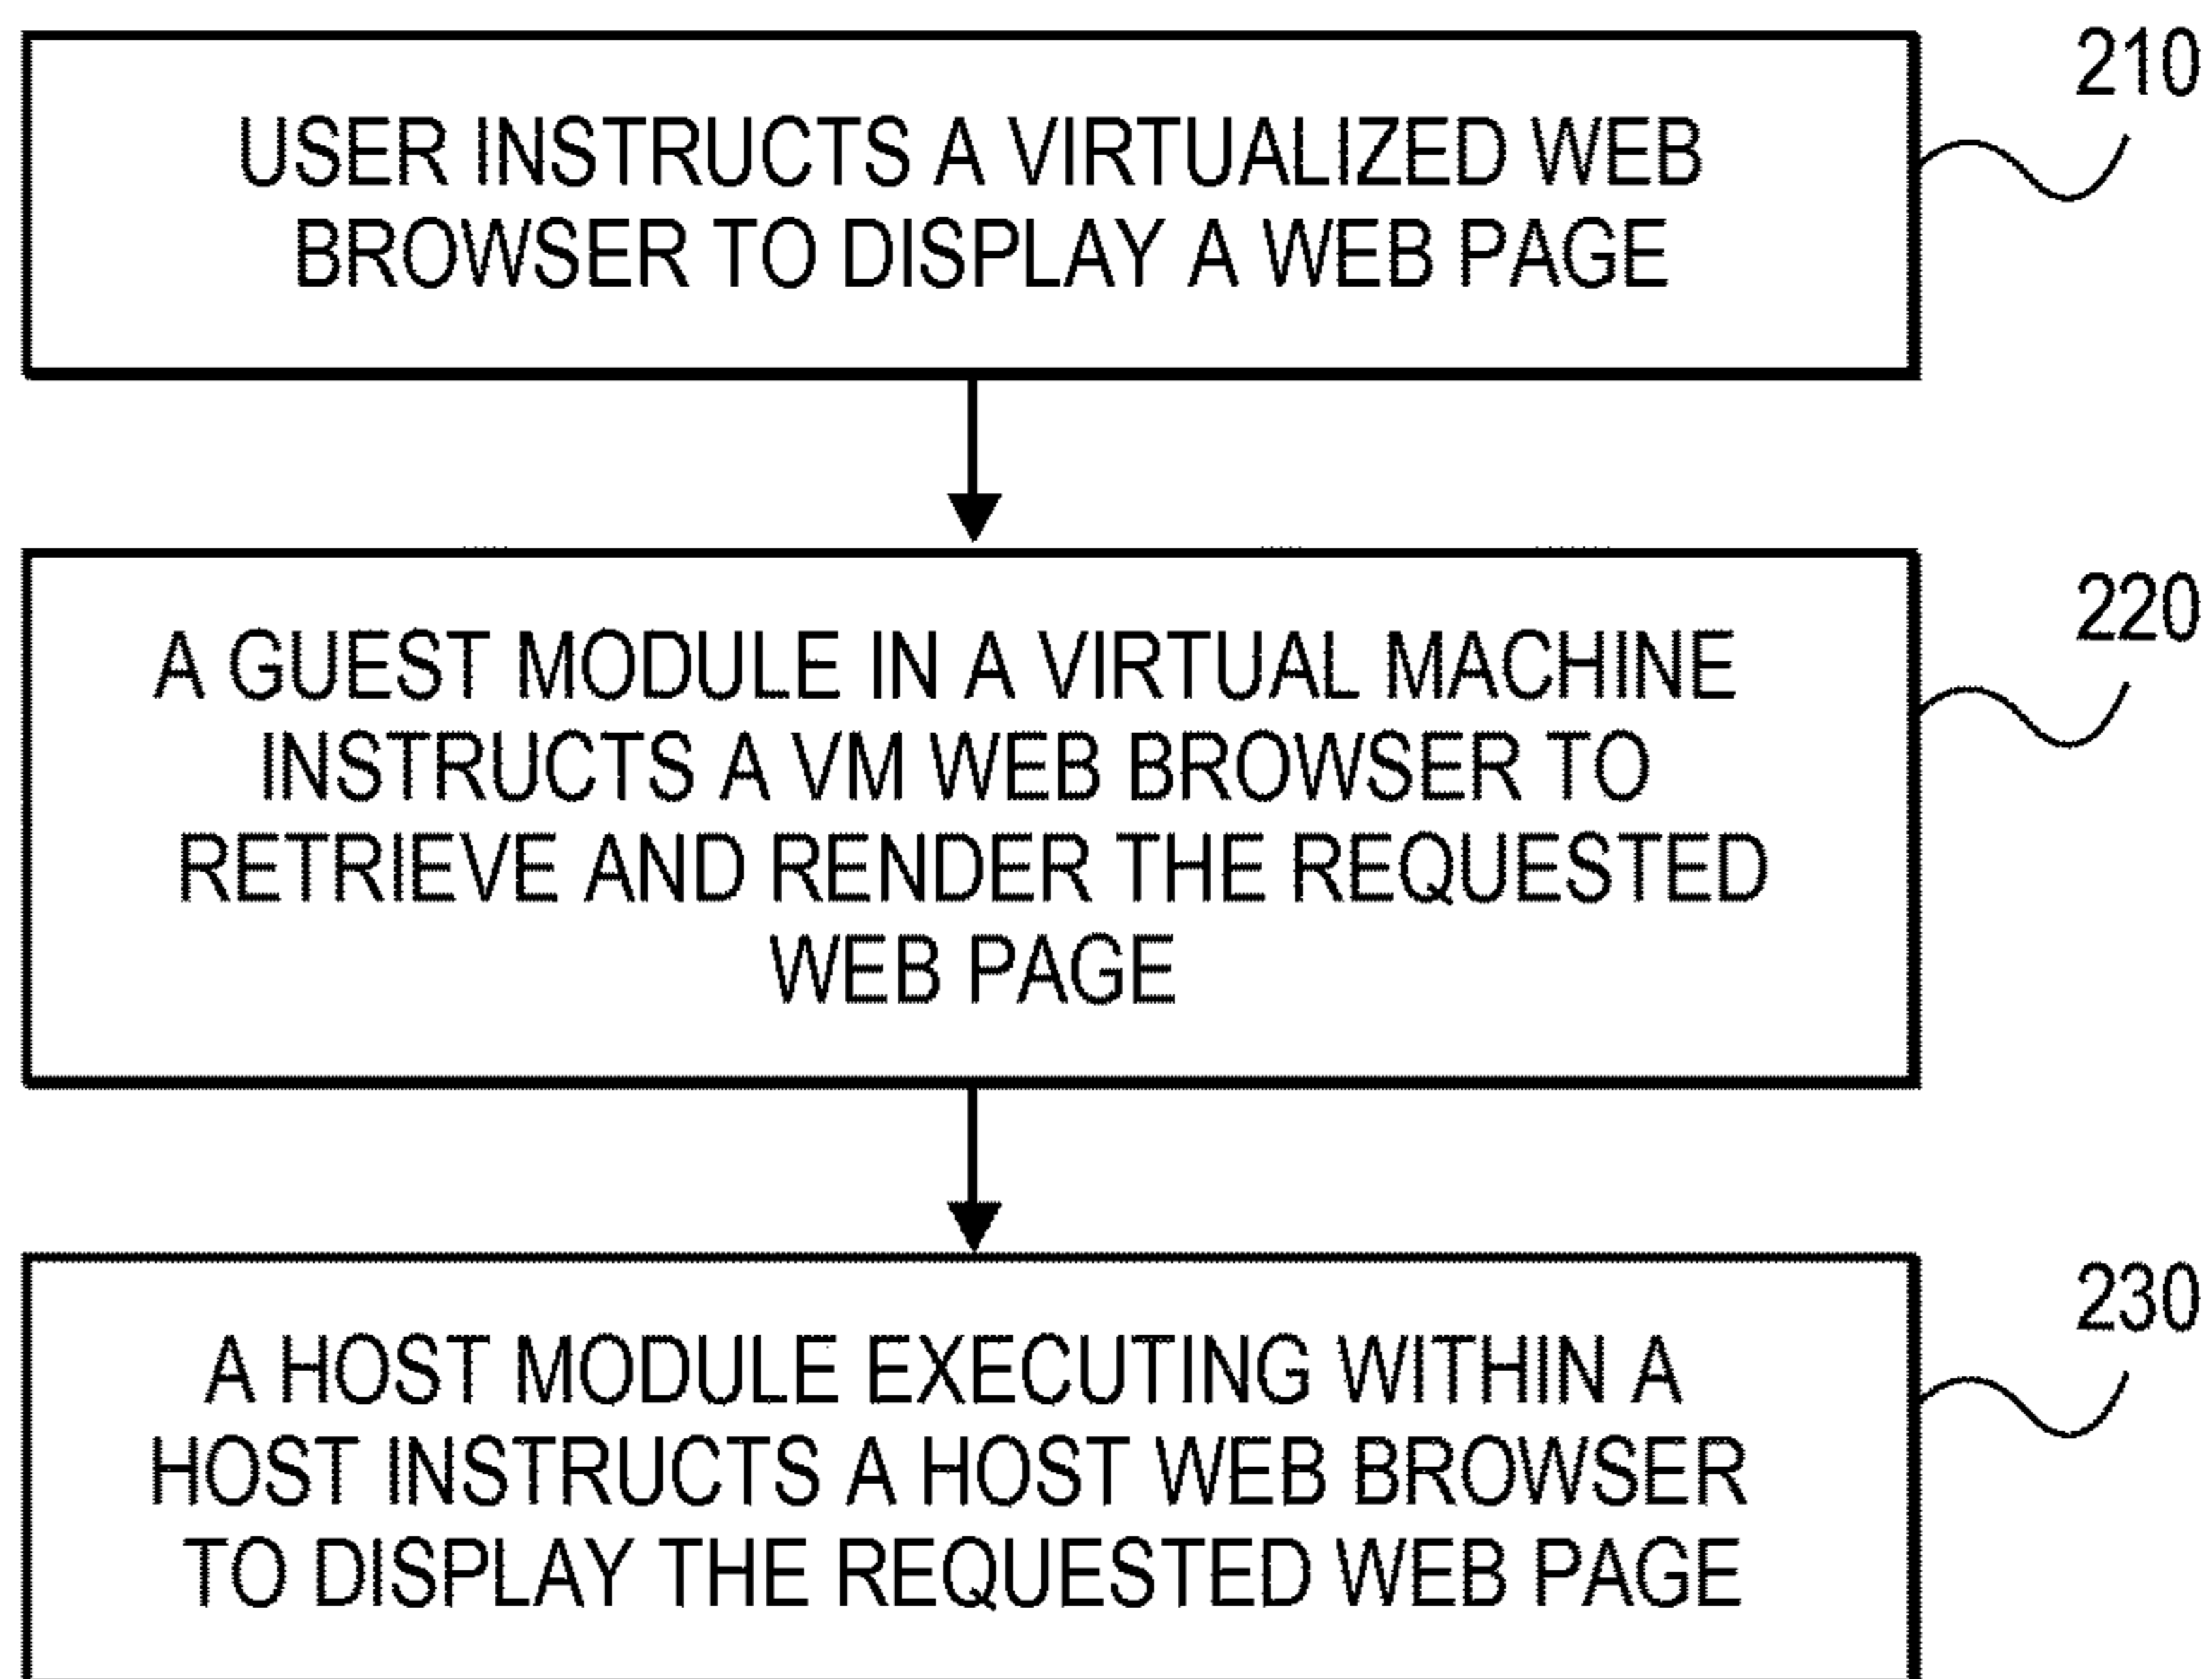 210
USER INSTRUCTS A VIRTUALIZED WEB
BROWSER TO DISPLAY A WEB PAGE
220
A GUEST MODULE IN A VIRTUAL MACHINE
INSTRUCTS A VM WEB BROWSER TO
RETRIEVE AND RENDER THE REQUESTED
WEB PAGE
230
A HOST MODULE EXECUTING WITHIN A
HOST INSTRUCTS A HOST WEB BROWSER
TO DISPLAY THE REQUESTED WEB PAGE